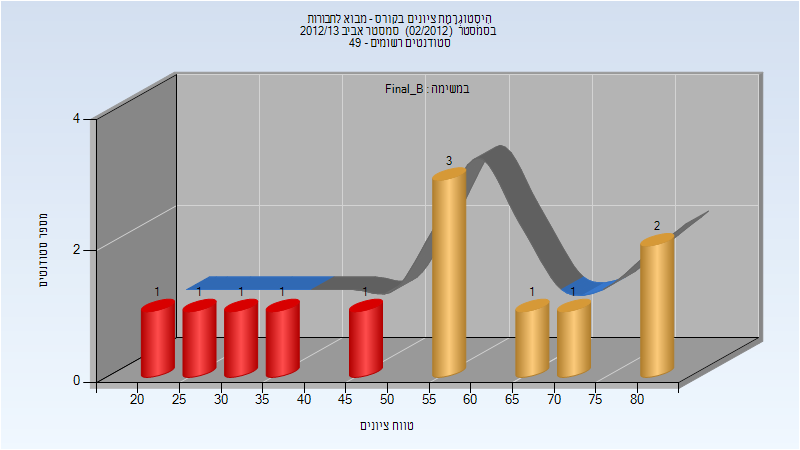 היסטוגרמת ציונים בקורס - מבוא לחבורות
בסמסטר (02/2012) סמסטר אביב 2012/13
סטודנטים רשומים - 49
במשימה : Final_B
מספר סטודנטים
4
2
0
1 1 1 1 1 3 1 1 2
20 25 30 35 40 45 50 55 60 65 70 75 80
טווח ציונים